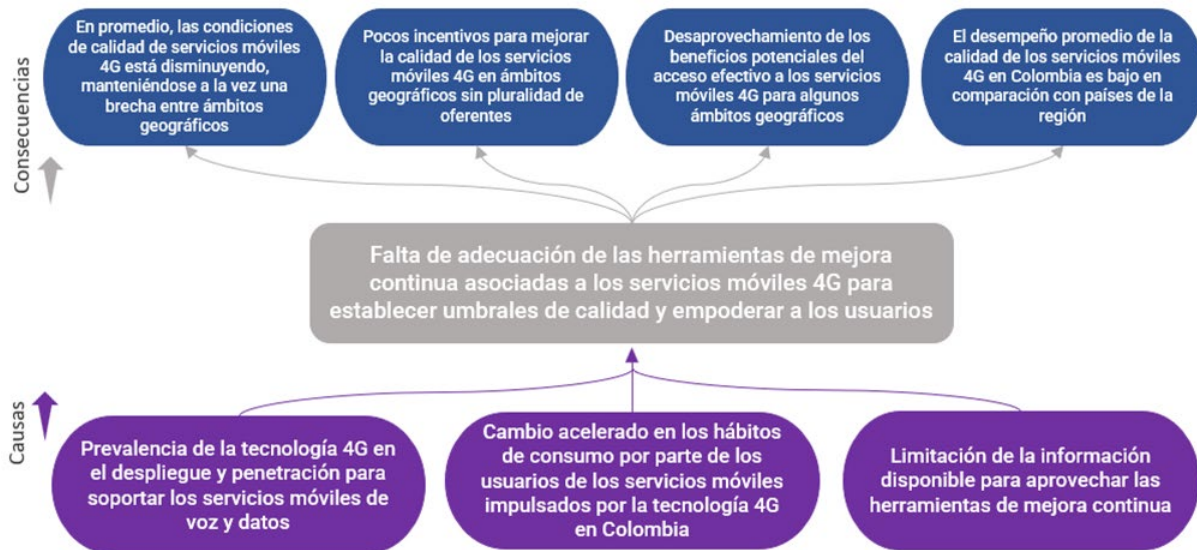 En promedio, las condiciones
de calidad de servicios móviles
4G está disminuyendo,
manteniéndose a la vez una
brecha entre ámbitos
geográficos
Pocos incentivos para mejorar
la calidad de los servicios
móviles 4G en ámbitos
geográficos sin pluralidad de
oferentes
Desaprovechamiento de los
beneficios potenciales del
acceso efectivo a los servicios
móviles 4G para algunos
ámbitos geográficos
El desempeño promedio de la
calidad de los servicios móviles
4G en Colombia es bajo en
comparación con países de la
región
Consecuencias
Falta de adecuación de las herramientas de mejora
continua asociadas a los servicios móviles 4G para
establecer umbrales de calidad y empoderar a los usuarios
Causas
Prevalencia de la tecnología 4G en
el despliegue y penetración para
soportar los servicios móviles de
voz y datos
Cambio acelerado en los hábitos
de consumo por parte de los
usuarios de los servicios móviles
impulsados por la tecnología 4G
en Colombia
Limitación de la información
disponible para aprovechar las
herramientas de mejora continua